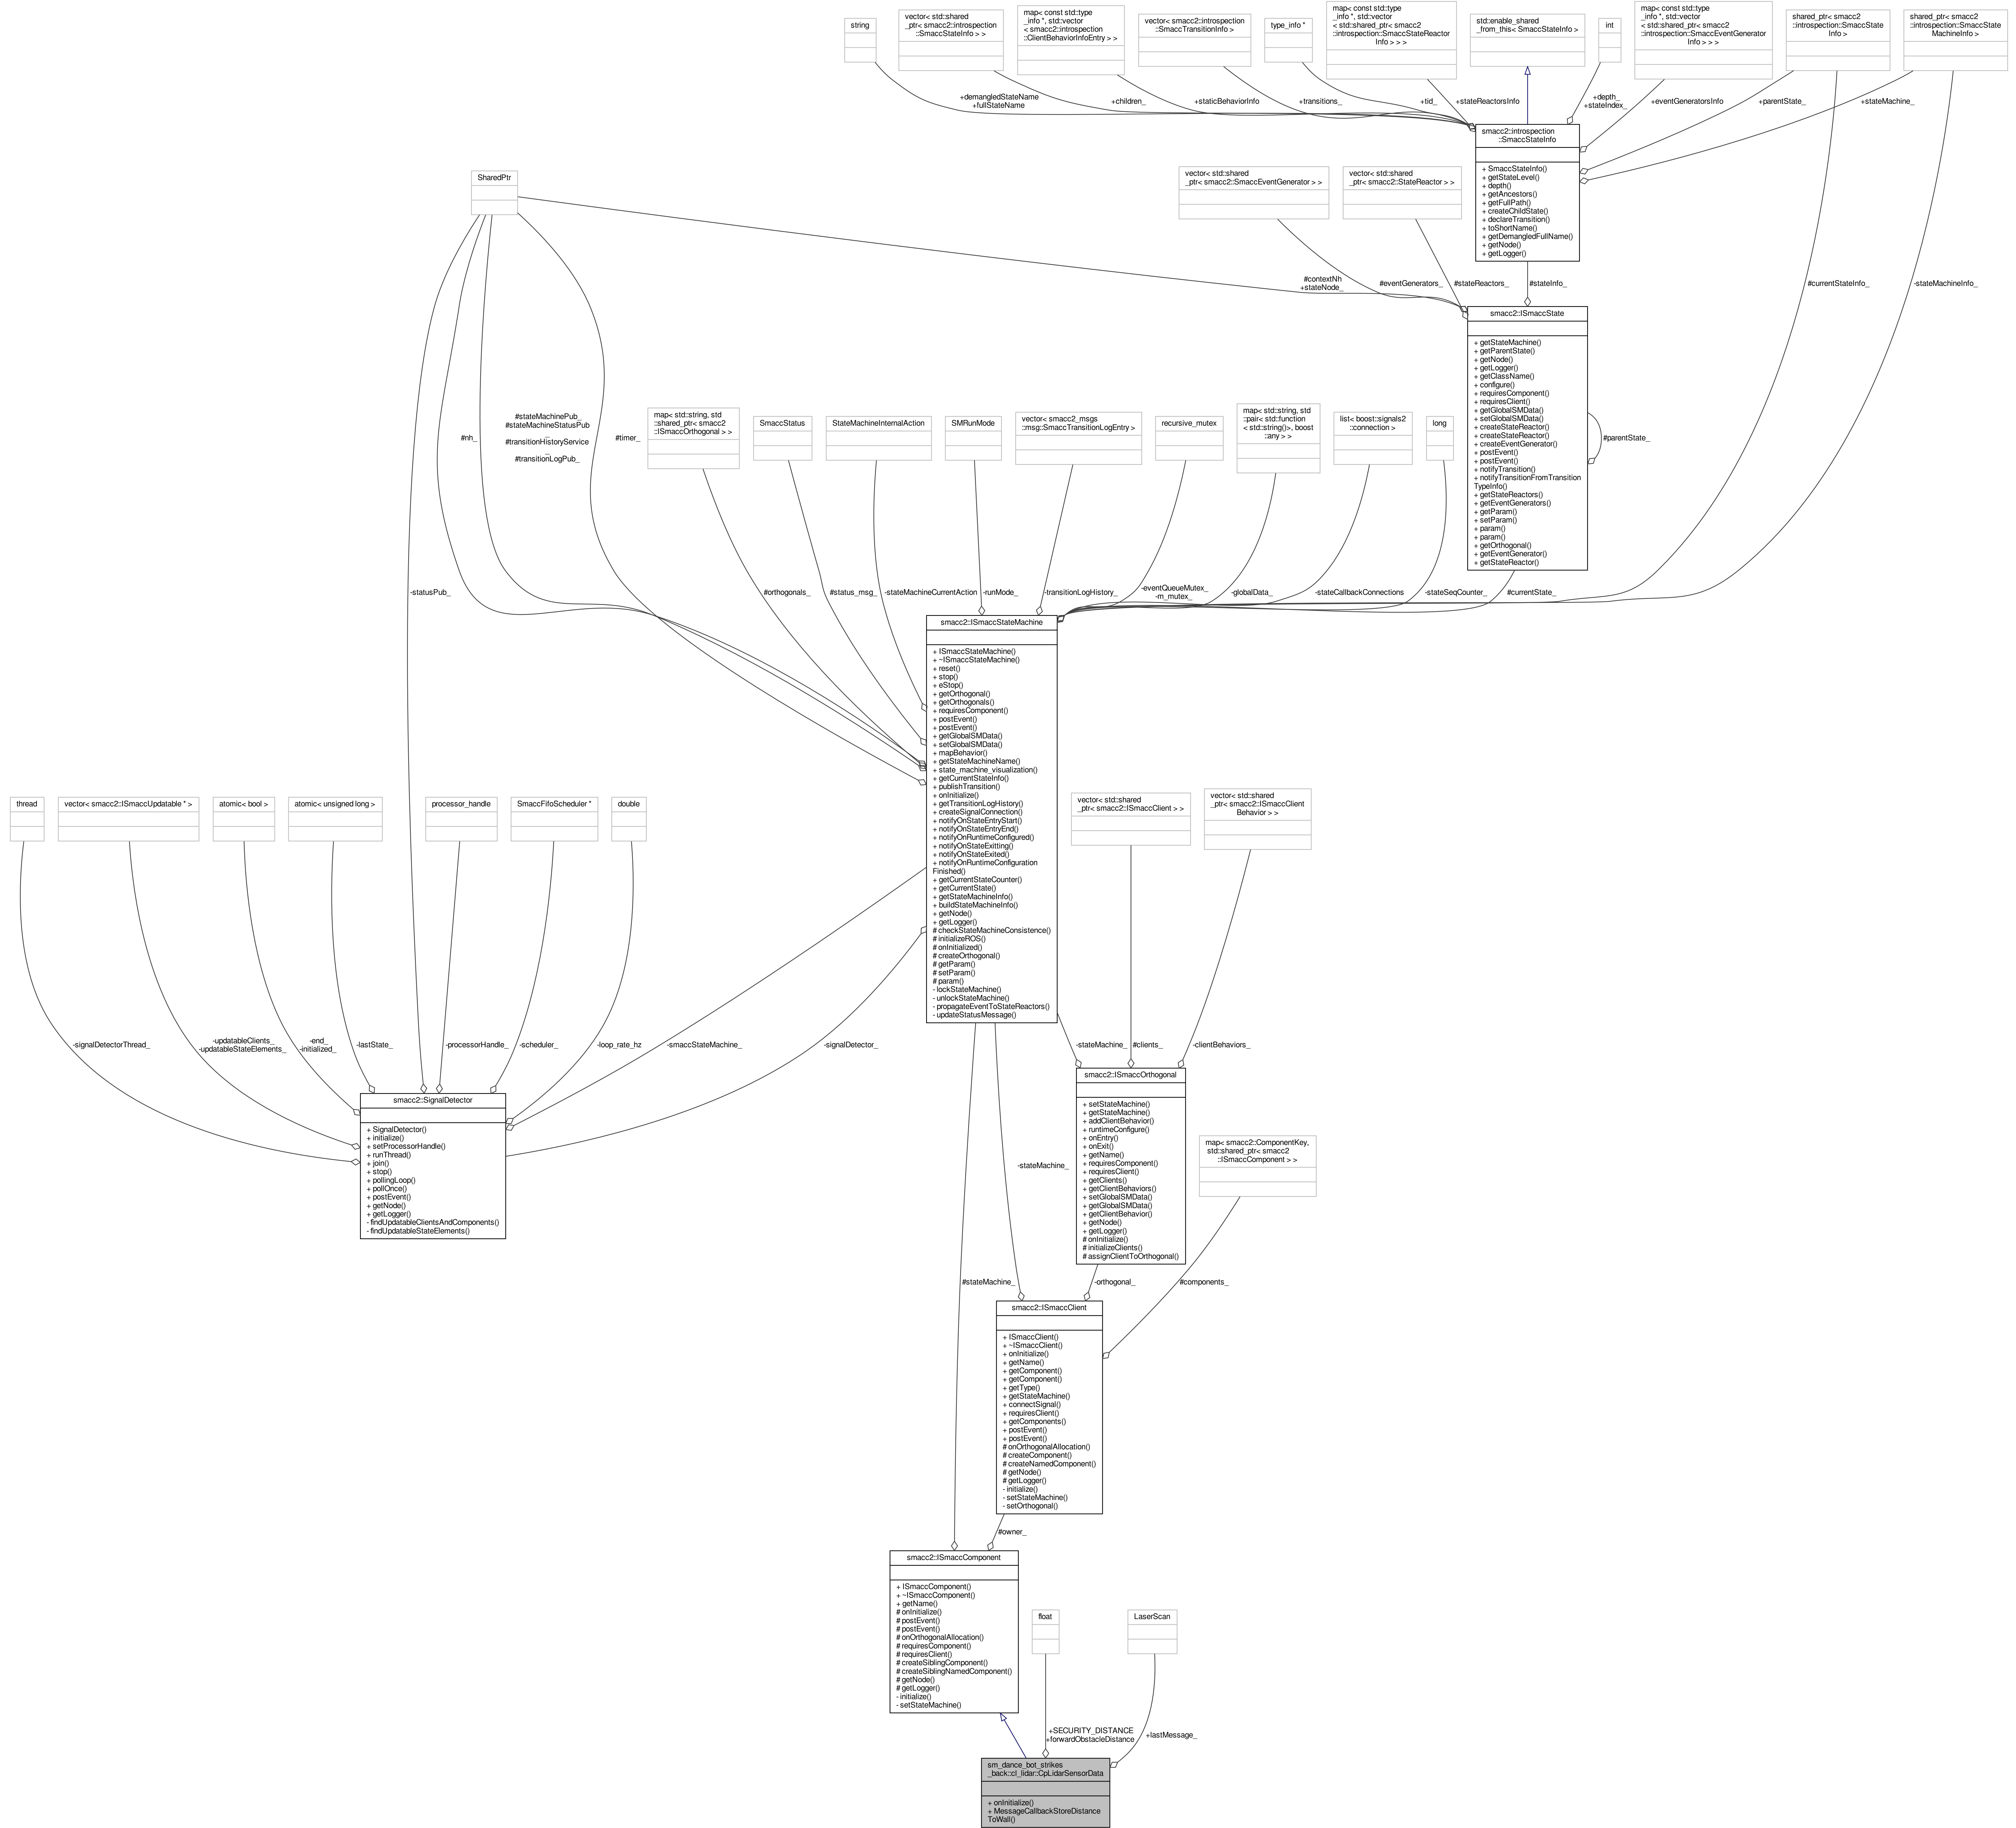 string
vector< std::shared
_ptr< smacc2::introspection
::SmaccStateInfo > >
map< const std::type
_info *, std::vector
< smacc2::introspection
::ClientBehaviorInfoEntry > >
vector< smacc2::introspection
::SmaccTransitionInfo >
type_info *
map< const std::type
_info *, std::vector
< std::shared_ptr< smacc2
::introspection::SmaccStateReactor
Info > > >
std::enable_shared
_from_this< SmaccStateInfo >
int
map< const std::type
_info *, std::vector
< std::shared_ptr< smacc2
::introspection::SmaccEventGenerator
Info > > >
shared_ptr< smacc2
::introspection::SmaccState
Info >
shared_ptr< smacc2
::introspection::SmaccState
MachineInfo >
+demangledStateName
+fullStateName
+children_
+staticBehaviorInfo
+transitions_
+tid_
+stateReactorsInfo
+depth_
+stateIndex_
+eventGeneratorsInfo
+parentState_
+stateMachine_
smacc2::introspection
::SmaccStateInfo
+ SmaccStateInfo()
+ getStateLevel()
+ depth()
+ getAncestors()
+ getFullPath()
+ createChildState()
+ declareTransition()
+ toShortName()
+ getDemangledFullName()
+ getNode()
+ getLogger()
SharedPtr
vector< std::shared
_ptr< smacc2::SmaccEventGenerator > >
vector< std::shared
_ptr< smacc2::StateReactor > >
#contextNh
+stateNode_
#eventGenerators_
#stateReactors_
#stateInfo_
#currentStateInfo_
-stateMachineInfo_
smacc2::ISmaccState
+ getStateMachine()
+ getParentState()
+ getNode()
+ getLogger()
+ getClassName()
+ configure()
+ requiresComponent()
+ requiresClient()
+ getGlobalSMData()
+ setGlobalSMData()
+ createStateReactor()
+ createStateReactor()
+ createEventGenerator()
+ postEvent()
+ postEvent()
+ notifyTransition()
+ notifyTransitionFromTransition
TypeInfo()
+ getStateReactors()
+ getEventGenerators()
+ getParam()
+ setParam()
+ param()
+ param()
+ getOrthogonal()
+ getEventGenerator()
+ getStateReactor()
#parentState_
#nh_
#stateMachinePub_
#stateMachineStatusPub
_
#transitionHistoryService
_
#transitionLogPub_
#timer_
map< std::string, std
::shared_ptr< smacc2
::ISmaccOrthogonal > >
SmaccStatus
StateMachineInternalAction
SMRunMode
vector< smacc2_msgs
::msg::SmaccTransitionLogEntry >
recursive_mutex
map< std::string, std
::pair< std::function
< std::string()>, boost
::any > >
list< boost::signals2
::connection >
long
-statusPub_
#orthogonals_
#status_msg_
-stateMachineCurrentAction
-runMode_
-transitionLogHistory_
-eventQueueMutex_
-m_mutex_
-globalData_
-stateCallbackConnections
-stateSeqCounter_
#currentState_
smacc2::ISmaccStateMachine
+ ISmaccStateMachine()
+ ~ISmaccStateMachine()
+ reset()
+ stop()
+ eStop()
+ getOrthogonal()
+ getOrthogonals()
+ requiresComponent()
+ postEvent()
+ postEvent()
+ getGlobalSMData()
+ setGlobalSMData()
+ mapBehavior()
+ getStateMachineName()
+ state_machine_visualization()
+ getCurrentStateInfo()
+ publishTransition()
+ onInitialize()
+ getTransitionLogHistory()
+ createSignalConnection()
+ notifyOnStateEntryStart()
+ notifyOnStateEntryEnd()
+ notifyOnRuntimeConfigured()
+ notifyOnStateExitting()
+ notifyOnStateExited()
+ notifyOnRuntimeConfiguration
Finished()
+ getCurrentStateCounter()
+ getCurrentState()
+ getStateMachineInfo()
+ buildStateMachineInfo()
+ getNode()
+ getLogger()
# checkStateMachineConsistence()
# initializeROS()
# onInitialized()
# createOrthogonal()
# getParam()
# setParam()
# param()
- lockStateMachine()
- unlockStateMachine()
- propagateEventToStateReactors()
- updateStatusMessage()
thread
vector< smacc2::ISmaccUpdatable * >
atomic< bool >
atomic< unsigned long >
processor_handle
SmaccFifoScheduler *
double
vector< std::shared
_ptr< smacc2::ISmaccClient > >
vector< std::shared
_ptr< smacc2::ISmaccClient
Behavior > >
-signalDetectorThread_
-updatableClients_
-updatableStateElements_
-end_
-initialized_
-lastState_
-processorHandle_
-scheduler_
-loop_rate_hz
-smaccStateMachine_
-signalDetector_
-stateMachine_
#clients_
-clientBehaviors_
smacc2::SignalDetector
+ SignalDetector()
+ initialize()
+ setProcessorHandle()
+ runThread()
+ join()
+ stop()
+ pollingLoop()
+ pollOnce()
+ postEvent()
+ getNode()
+ getLogger()
- findUpdatableClientsAndComponents()
- findUpdatableStateElements()
smacc2::ISmaccOrthogonal
+ setStateMachine()
+ getStateMachine()
+ addClientBehavior()
+ runtimeConfigure()
+ onEntry()
+ onExit()
+ getName()
+ requiresComponent()
+ requiresClient()
+ getClients()
+ getClientBehaviors()
+ setGlobalSMData()
+ getGlobalSMData()
+ getClientBehavior()
+ getNode()
+ getLogger()
# onInitialize()
# initializeClients()
# assignClientToOrthogonal()
map< smacc2::ComponentKey,
std::shared_ptr< smacc2
::ISmaccComponent > >
-stateMachine_
#stateMachine_
-orthogonal_
#components_
smacc2::ISmaccClient
+ ISmaccClient()
+ ~ISmaccClient()
+ onInitialize()
+ getName()
+ getComponent()
+ getComponent()
+ getType()
+ getStateMachine()
+ connectSignal()
+ requiresClient()
+ getComponents()
+ postEvent()
+ postEvent()
# onOrthogonalAllocation()
# createComponent()
# createNamedComponent()
# getNode()
# getLogger()
- initialize()
- setStateMachine()
- setOrthogonal()
#owner_
smacc2::ISmaccComponent
+ ISmaccComponent()
+ ~ISmaccComponent()
+ getName()
# onInitialize()
# postEvent()
# postEvent()
# onOrthogonalAllocation()
# requiresComponent()
# requiresClient()
# createSiblingComponent()
# createSiblingNamedComponent()
# getNode()
# getLogger()
- initialize()
- setStateMachine()
float
LaserScan
+SECURITY_DISTANCE
+forwardObstacleDistance
+lastMessage_
sm_dance_bot_strikes
_back::cl_lidar::CpLidarSensorData
+ onInitialize()
+ MessageCallbackStoreDistance
ToWall()